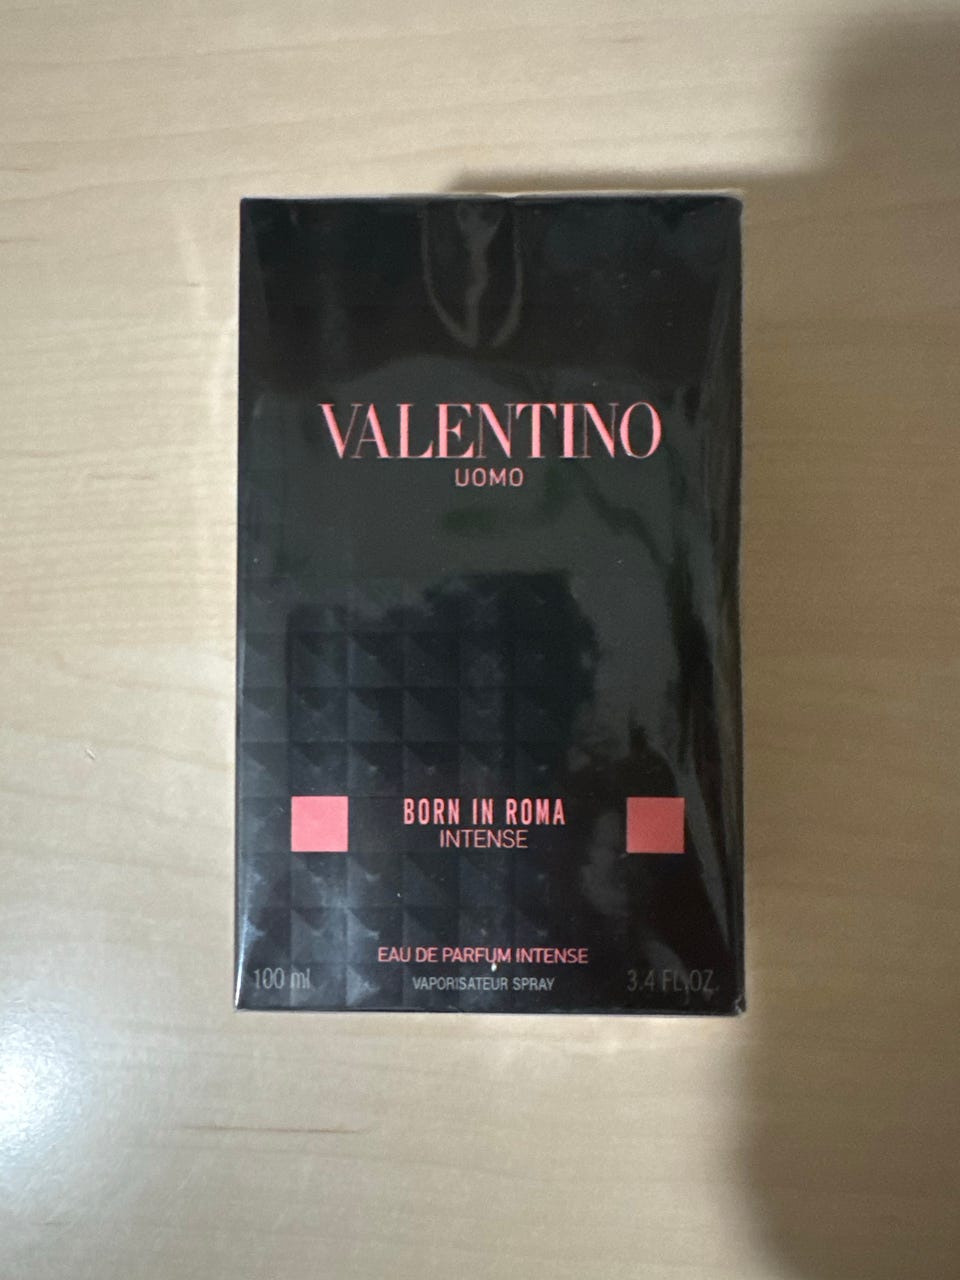 VALENTINO
UOMO
BORN IN ROMA
INTENSE
EAU DE PARFUM INTENSE
100 ml VAPORISATEUR SPRAY 3.4 FL.OZ.